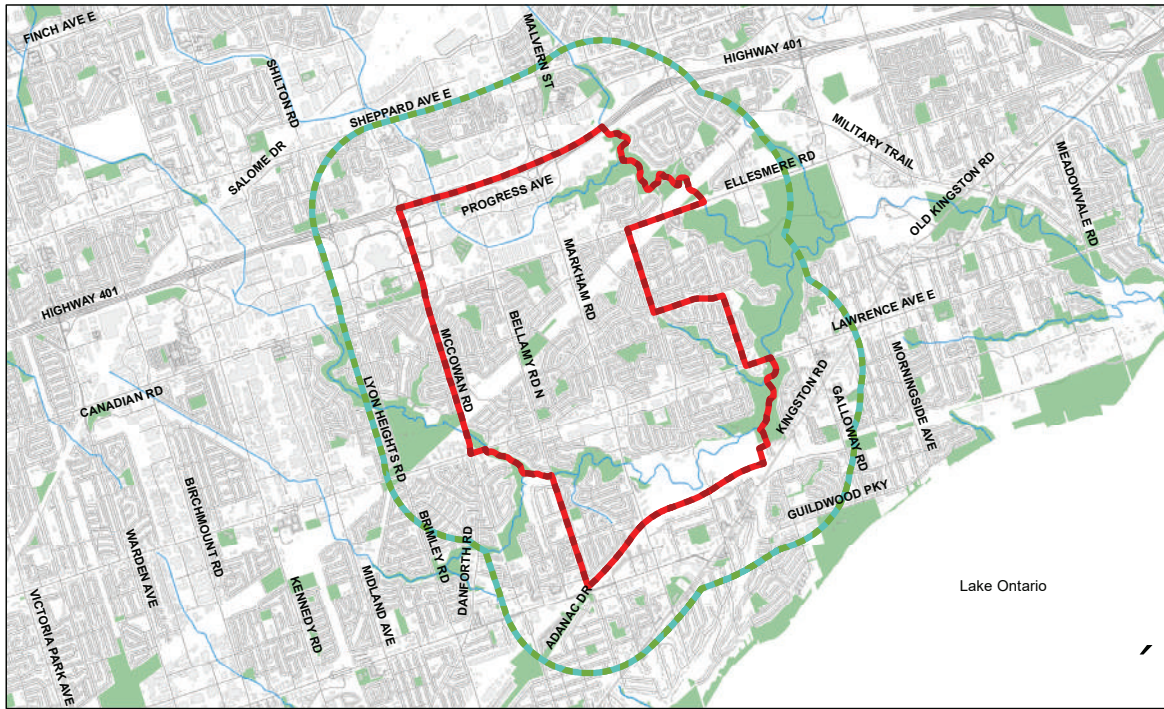 FINCH AVE E
MALVERN ST
HIGHWAY 401
SHILTON RD
SHEPPARD AVE E
MILITARY TRAIL
SALOME DR
ELLESMERE RD
MEADOWVALE RD
PROGRESS AVE
OLD KINGSTON RD
MARKHAM RD
HIGHWAY 401
LAWRENCE AVE E
BELLAMY RD N
MCCOWAN RD
CANADIAN RD
LYON HEIGHTS RD
KINGSTON RD
GALLOWAY RD
MORNINGSIDE AVE
BIRCHMOUNT RD
GUILDWOOD PKY
WARDEN AVE
BRIMLEY RD
DANFORTH RD
MIDLAND AVE
KENNEDY RD
VICTORIA PARK AVE
ADANAC DR
Lake Ontario